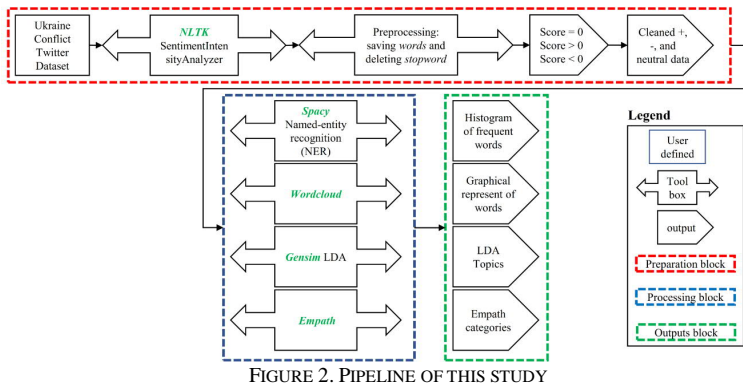 Ukraine
Conflict
Twitter
Dataset
NLTK
SentimentInten
sityAnalyzer
Preprocessing:
saving words and
deleting stopword
Score = 0
Score > 0
Score < 0
Cleaned +,
-, and
neutral data
Spacy
Named-entity
recognition
(NER)
Wordcloud
Gensim LDA
Empath
Histogram
of frequent
words
Graphical
represent of
words
LDA
Topics
Empath
categories
Legend
User
defined
Tool
box
output
Preparation block
Processing block
Outputs block
FIGURE 2. PIPELINE OF THIS STUDY